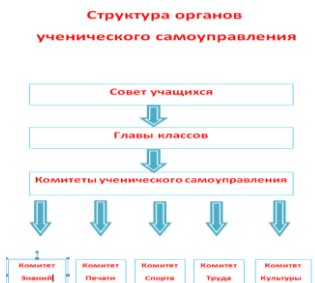 Структура органов
ученического самоуправления
Совет учащихся
Главы классов
Комитеты ученического самоуправления
Комитет Комитет Комитет Комитет Комитет
Знаний Печати Спорта Труда Культуры